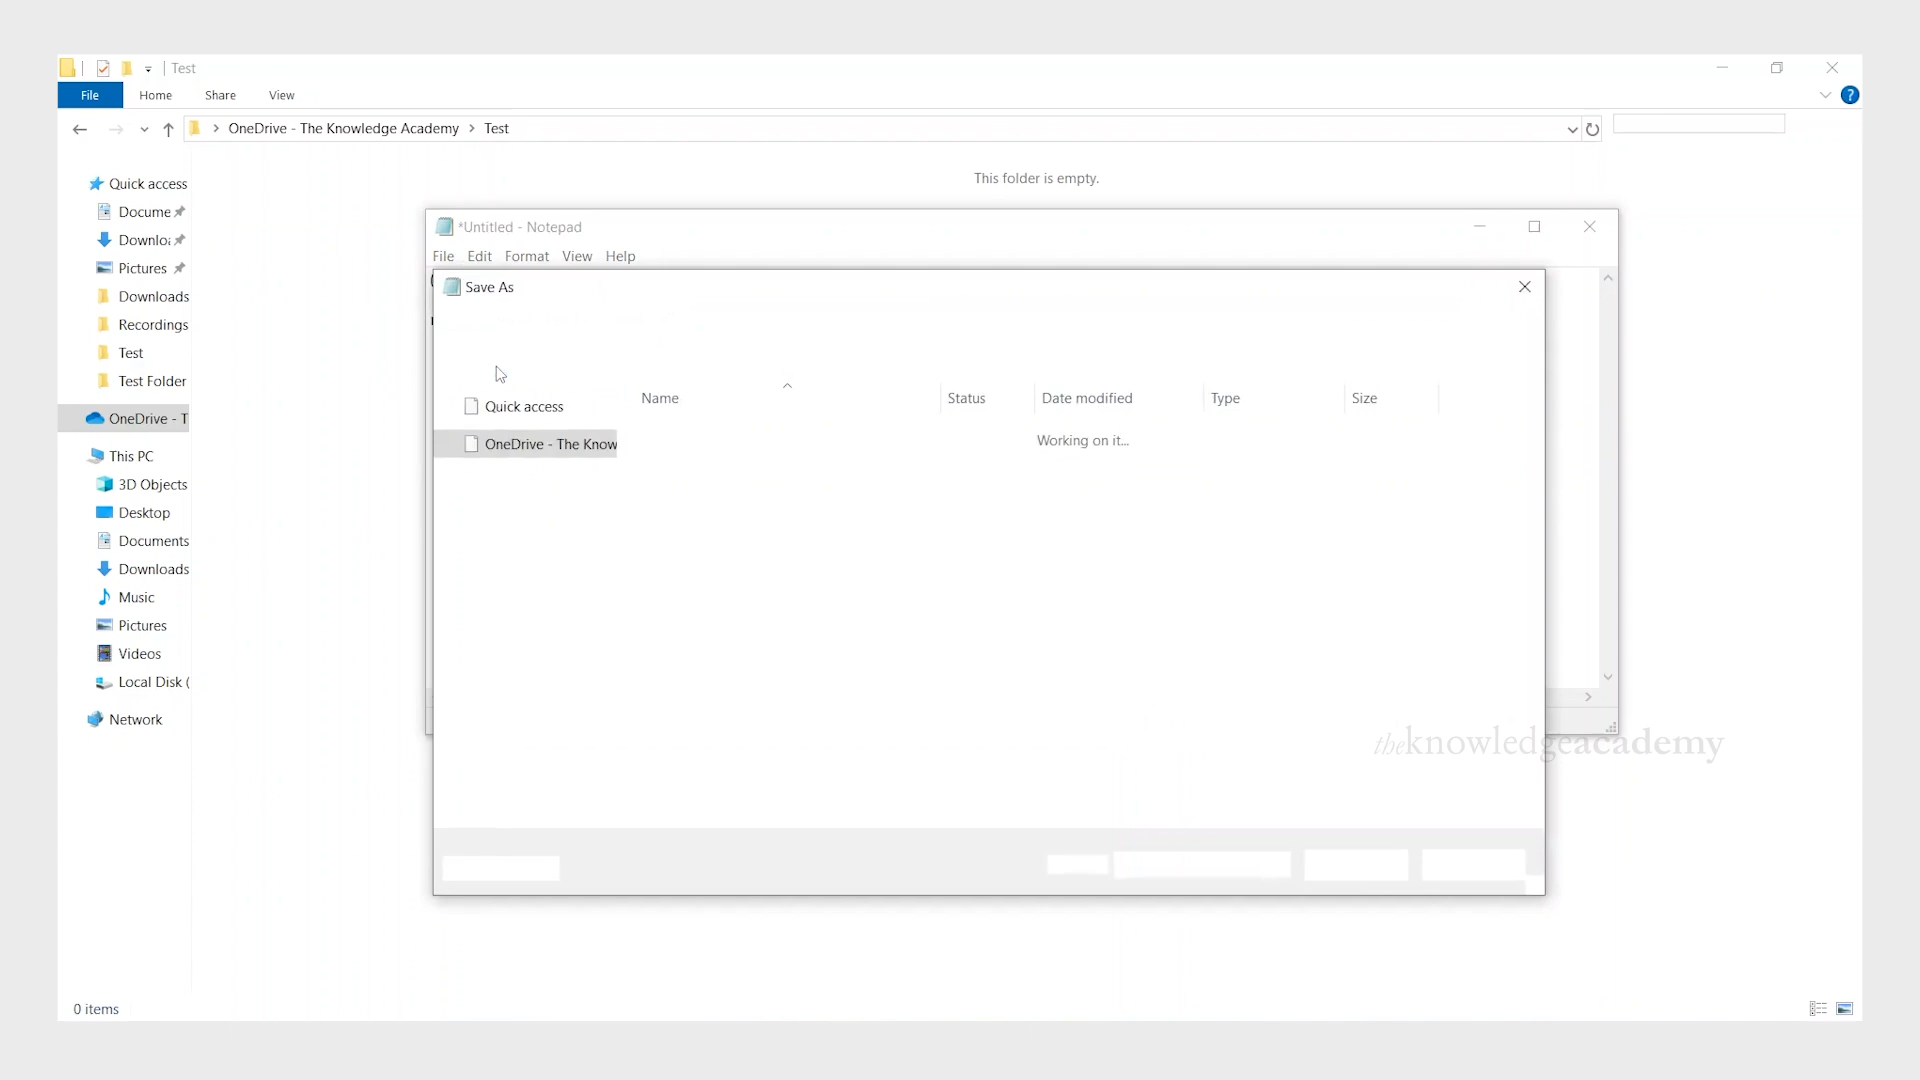 Test
File Home Share View
OneDrive - The Knowledge Academy > Test
This folder is empty.
Quick access
Docume
Downloa
Pictures
Downloads
Recordings
Test
Test Folder
OneDrive - T
This PC
3D Objects
Desktop
Documents
Downloads
Music
Pictures
Videos
Local Disk (
Network
0 items
*Untitled - Notepad
File Edit Format View Help
Save As
Name Status Date modified Type Size
Quick access
OneDrive - The Know
Working on it...
theknowledgeacademy